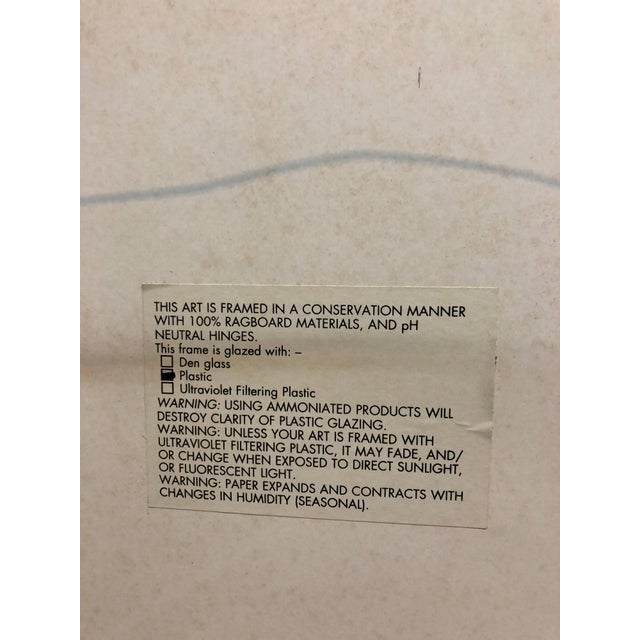 THIS ART IS FRAMED IN A CONSERVATION MANNER
WITH 100% RAGBOARD MATERIALS, AND pH
NEUTRAL HINGES.
This frame is glazed with: –
Den glass
Plastic
Ultraviolet Filtering Plastic
WARNING: USING AMMONIATED PRODUCTS WILL
DESTROY CLARITY OF PLASTIC GLAZING.
WARNING: UNLESS YOUR ART IS FRAMED WITH
ULTRAVIOLET FILTERING PLASTIC, IT MAY FADE, AND/
OR CHANGE WHEN EXPOSED TO DIRECT SUNLIGHT,
OR FLUORESCENT LIGHT.
WARNING: PAPER EXPANDS AND CONTRACTS WITH
CHANGES IN HUMIDITY (SEASONAL).